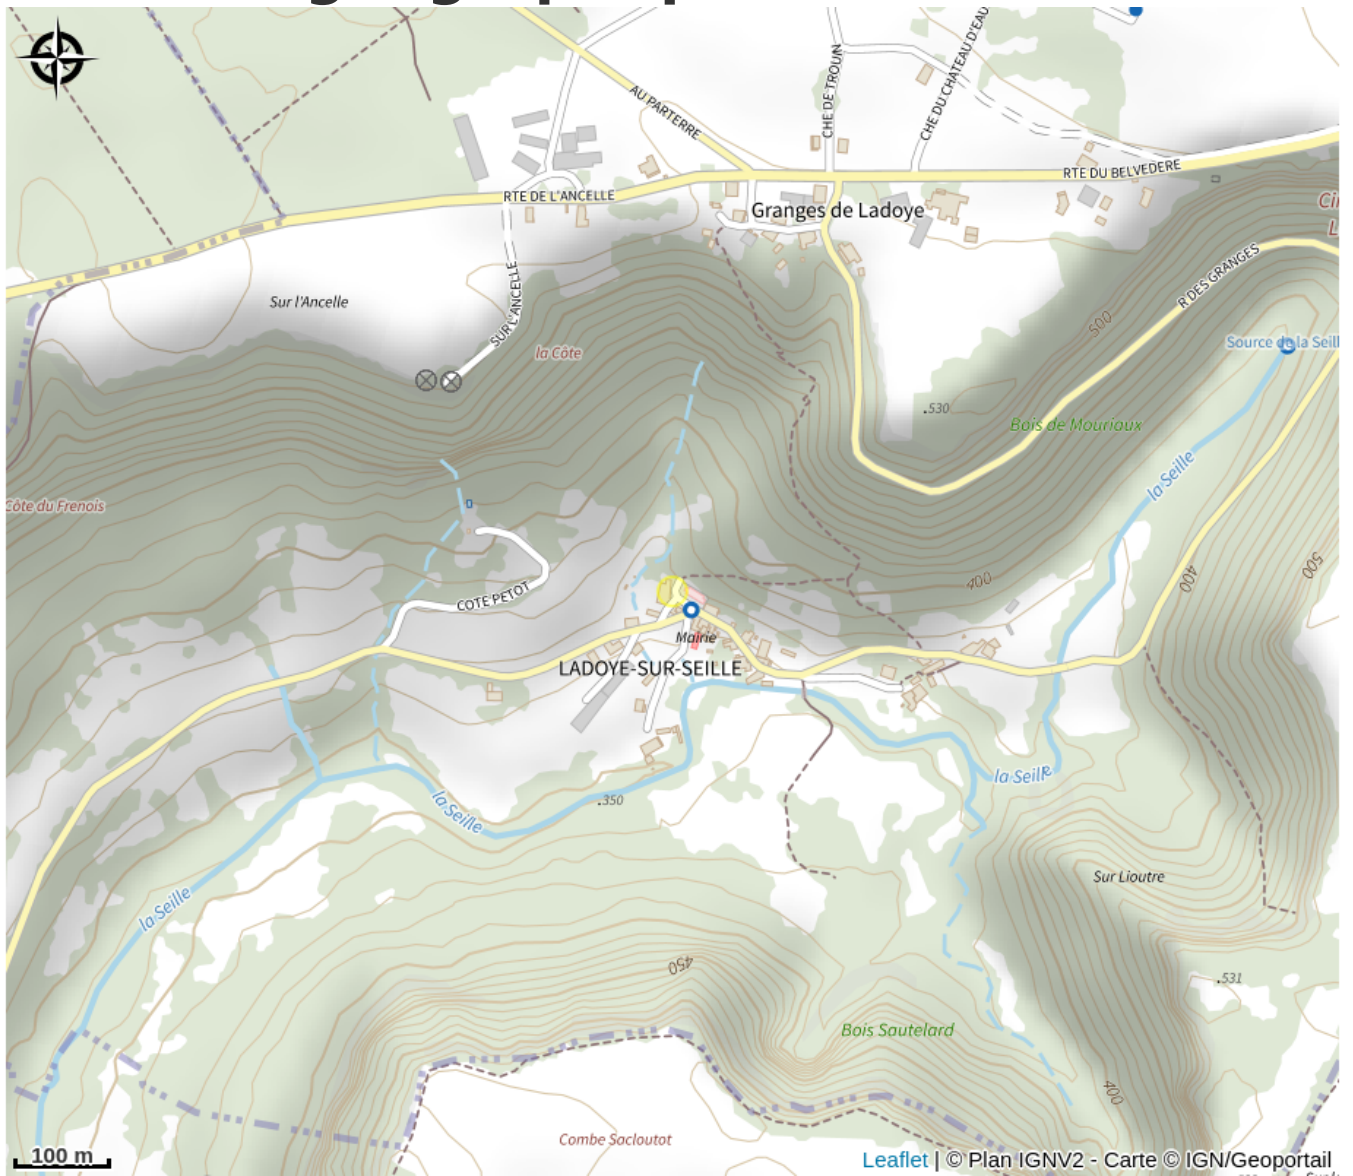 CHE DE TROUIN
CHE DU CHATEAU D'EAU
AU PARTERRE
RTE DU BELVEDERE
RTE DE L'ANCELLE
Granges de Ladoye
R DES GRANGES
Sur l'Ancelle
SUR L'ANCELLE
500
Source de la Seill
la Côte
.530
Bois de Mouriaux
la Seille
Côte du Frenois
400
400
500
COTE PETOT
Mairie
LADOYE-SUR-SEILLE
la Seille
.350
la Seille
Sur Lioutre
la Seille
450
.531
Bois Sautelard
400
Combe Sacloutot
100 m
Leaflet | © Plan IGNV2 - Carte © IGN/Geoportail